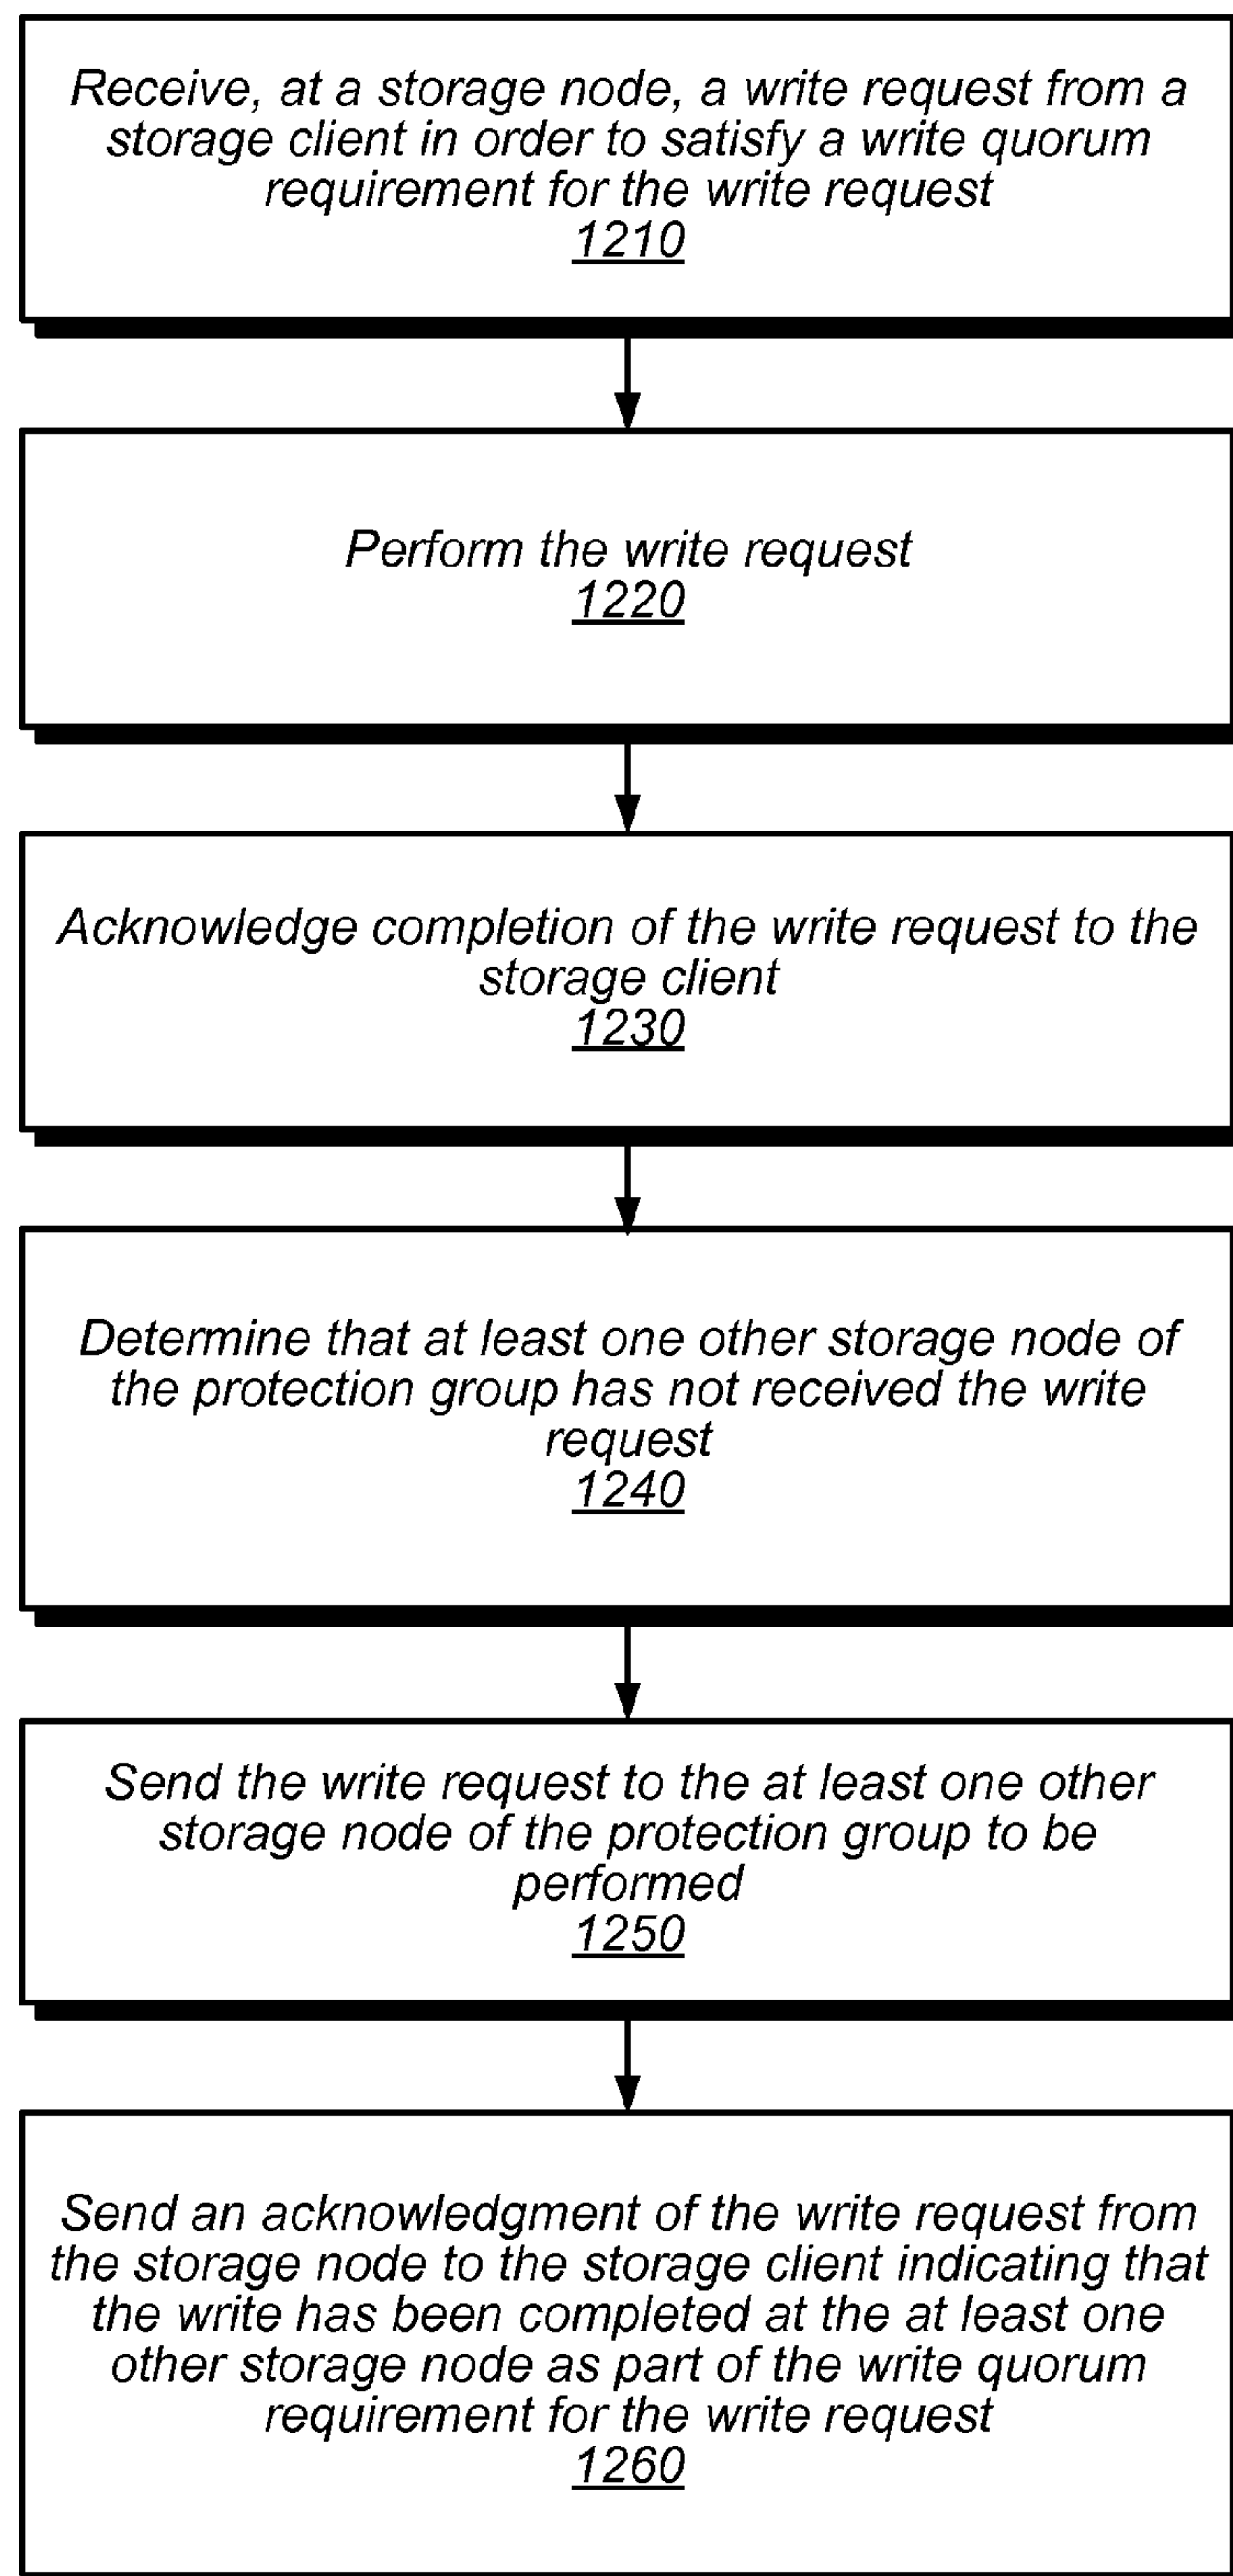 Receive, at a storage node, a write request from a
storage client in order to satisfy a write quorum
requirement for the write request
1210
Perform the write request
1220
Acknowledge completion of the write request to the
storage client
1230
Determine that at least one other storage node of
the protection group has not received the write
request
1240
Send the write request to the at least one other
storage node of the protection group to be
performed
1250
Send an acknowledgment of the write request from
the storage node to the storage client indicating that
the write has been completed at the at least one
other storage node as part of the write quorum
requirement for the write request
1260